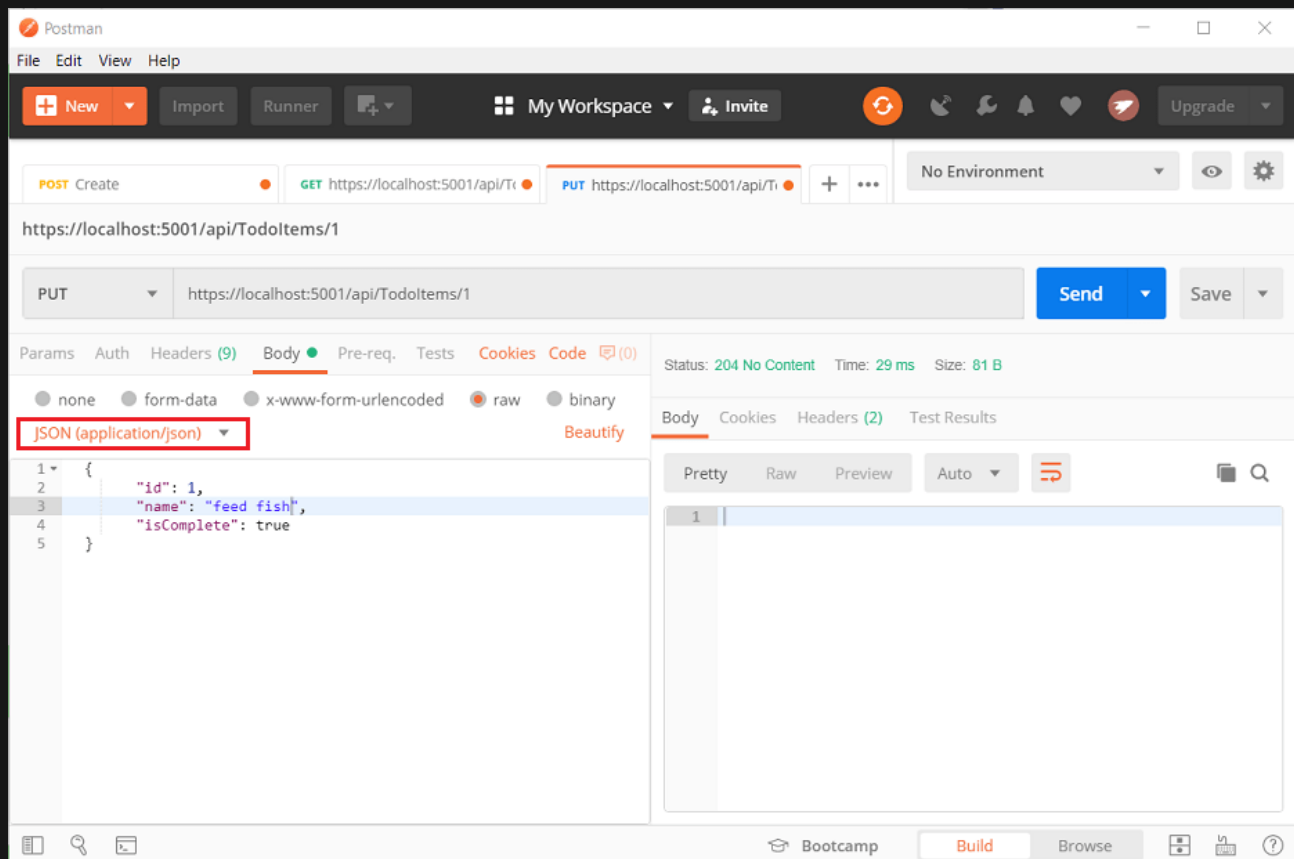 Postman
File Edit View Help
New Import Runner My Workspace Invite Upgrade
POST Create GET https://localhost:5001/api/T PUT https://localhost:5001/api/T No Environment
https://localhost:5001/api/TodoItems/1
PUT https://localhost:5001/api/TodoItems/1 Send Save
Params Auth Headers (9) Body Pre-req. Tests Cookies Code (0)
none form-data x-www-form-urlencoded raw binary
JSON (application/json) Beautify
1 {
2 "id": 1,
3 "name": "feed fish",
4 "isComplete": true
5 }
Status: 204 No Content Time: 29 ms Size: 81 B
Body Cookies Headers (2) Test Results
Pretty Raw Preview Auto
1
Bootcamp Build Browse